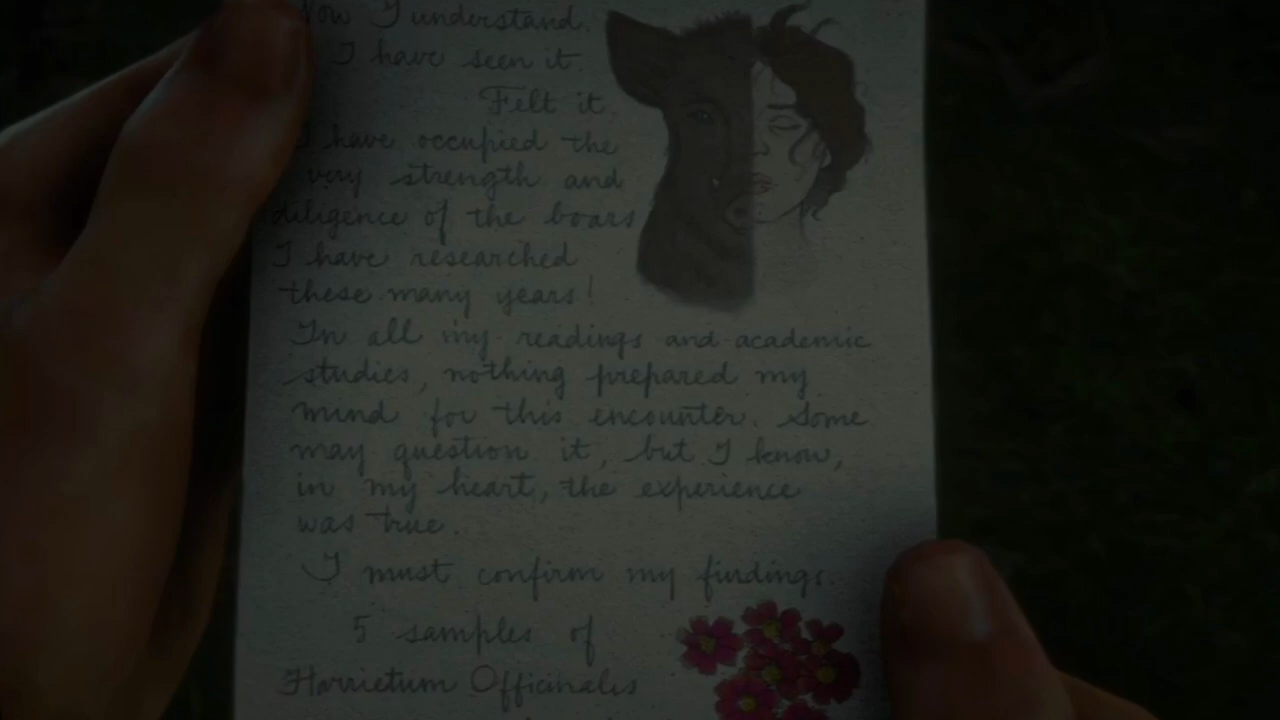 Now I understand.
I have seen it.
Felt it
I have occupied the
very strength and
diligence of the boars
I have researched
these many years!
In all my readings and academic
studies, nothing prepared my
mind for this encounter. Some
may question it, but I know,
in my heart, the experience
was true.
I must confirm my findings.
5 samples of
Harrietum Officinalis